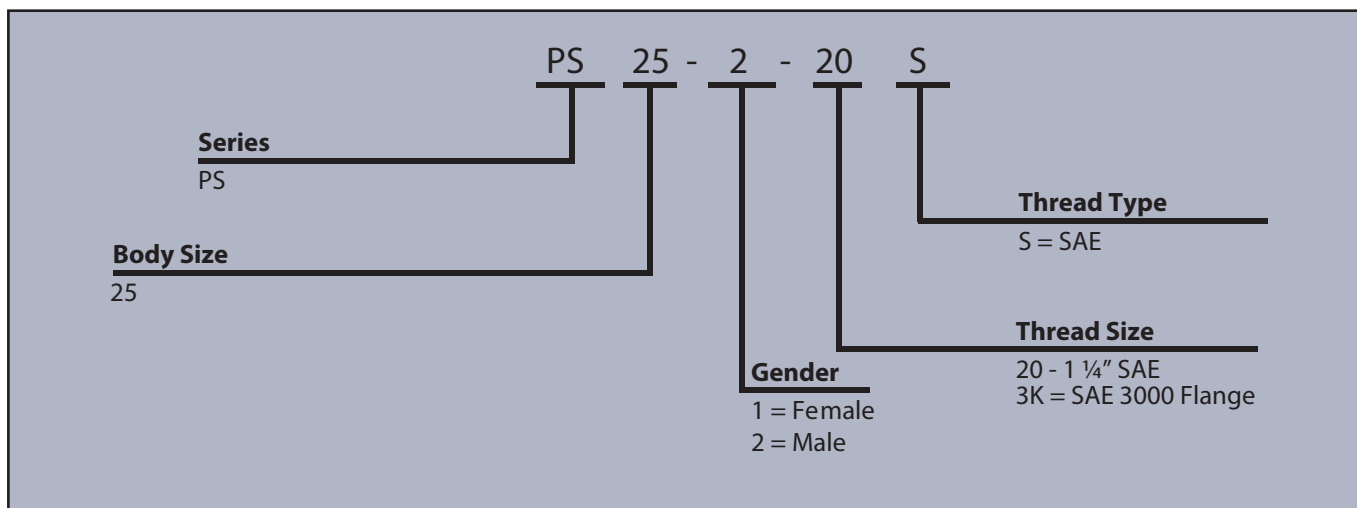 PS 25 - 2 - 20 S
Series
PS
Body Size
25
Gender
1 = Female
2 = Male
Thread Type
S = SAE
Thread Size
20 - 1 ¼” SAE
3K = SAE 3000 Flange